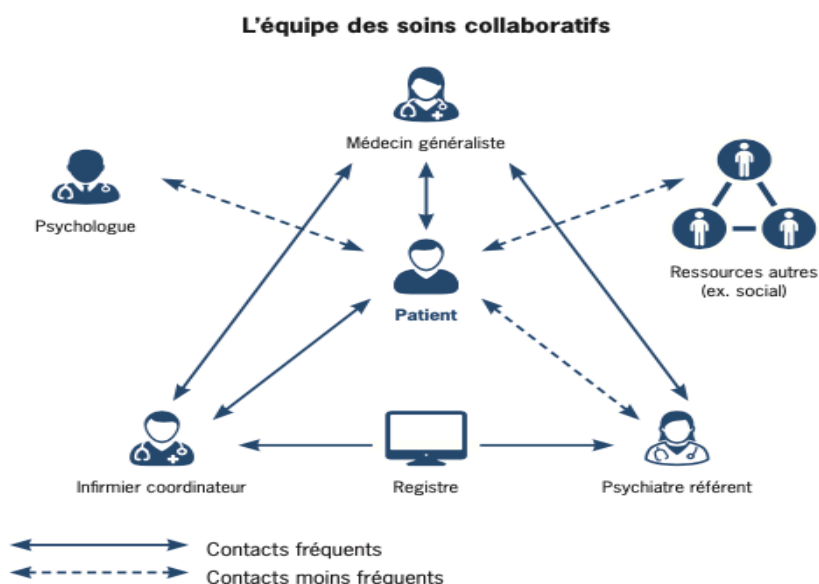 L'équipe des soins collaboratifs
Médecin généraliste
Psychologue
Ressources autres
(ex. social)
Patient
Infirmier coordinateur
Registre
Psychiatre référent
Contacts fréquents
Contacts moins fréquents